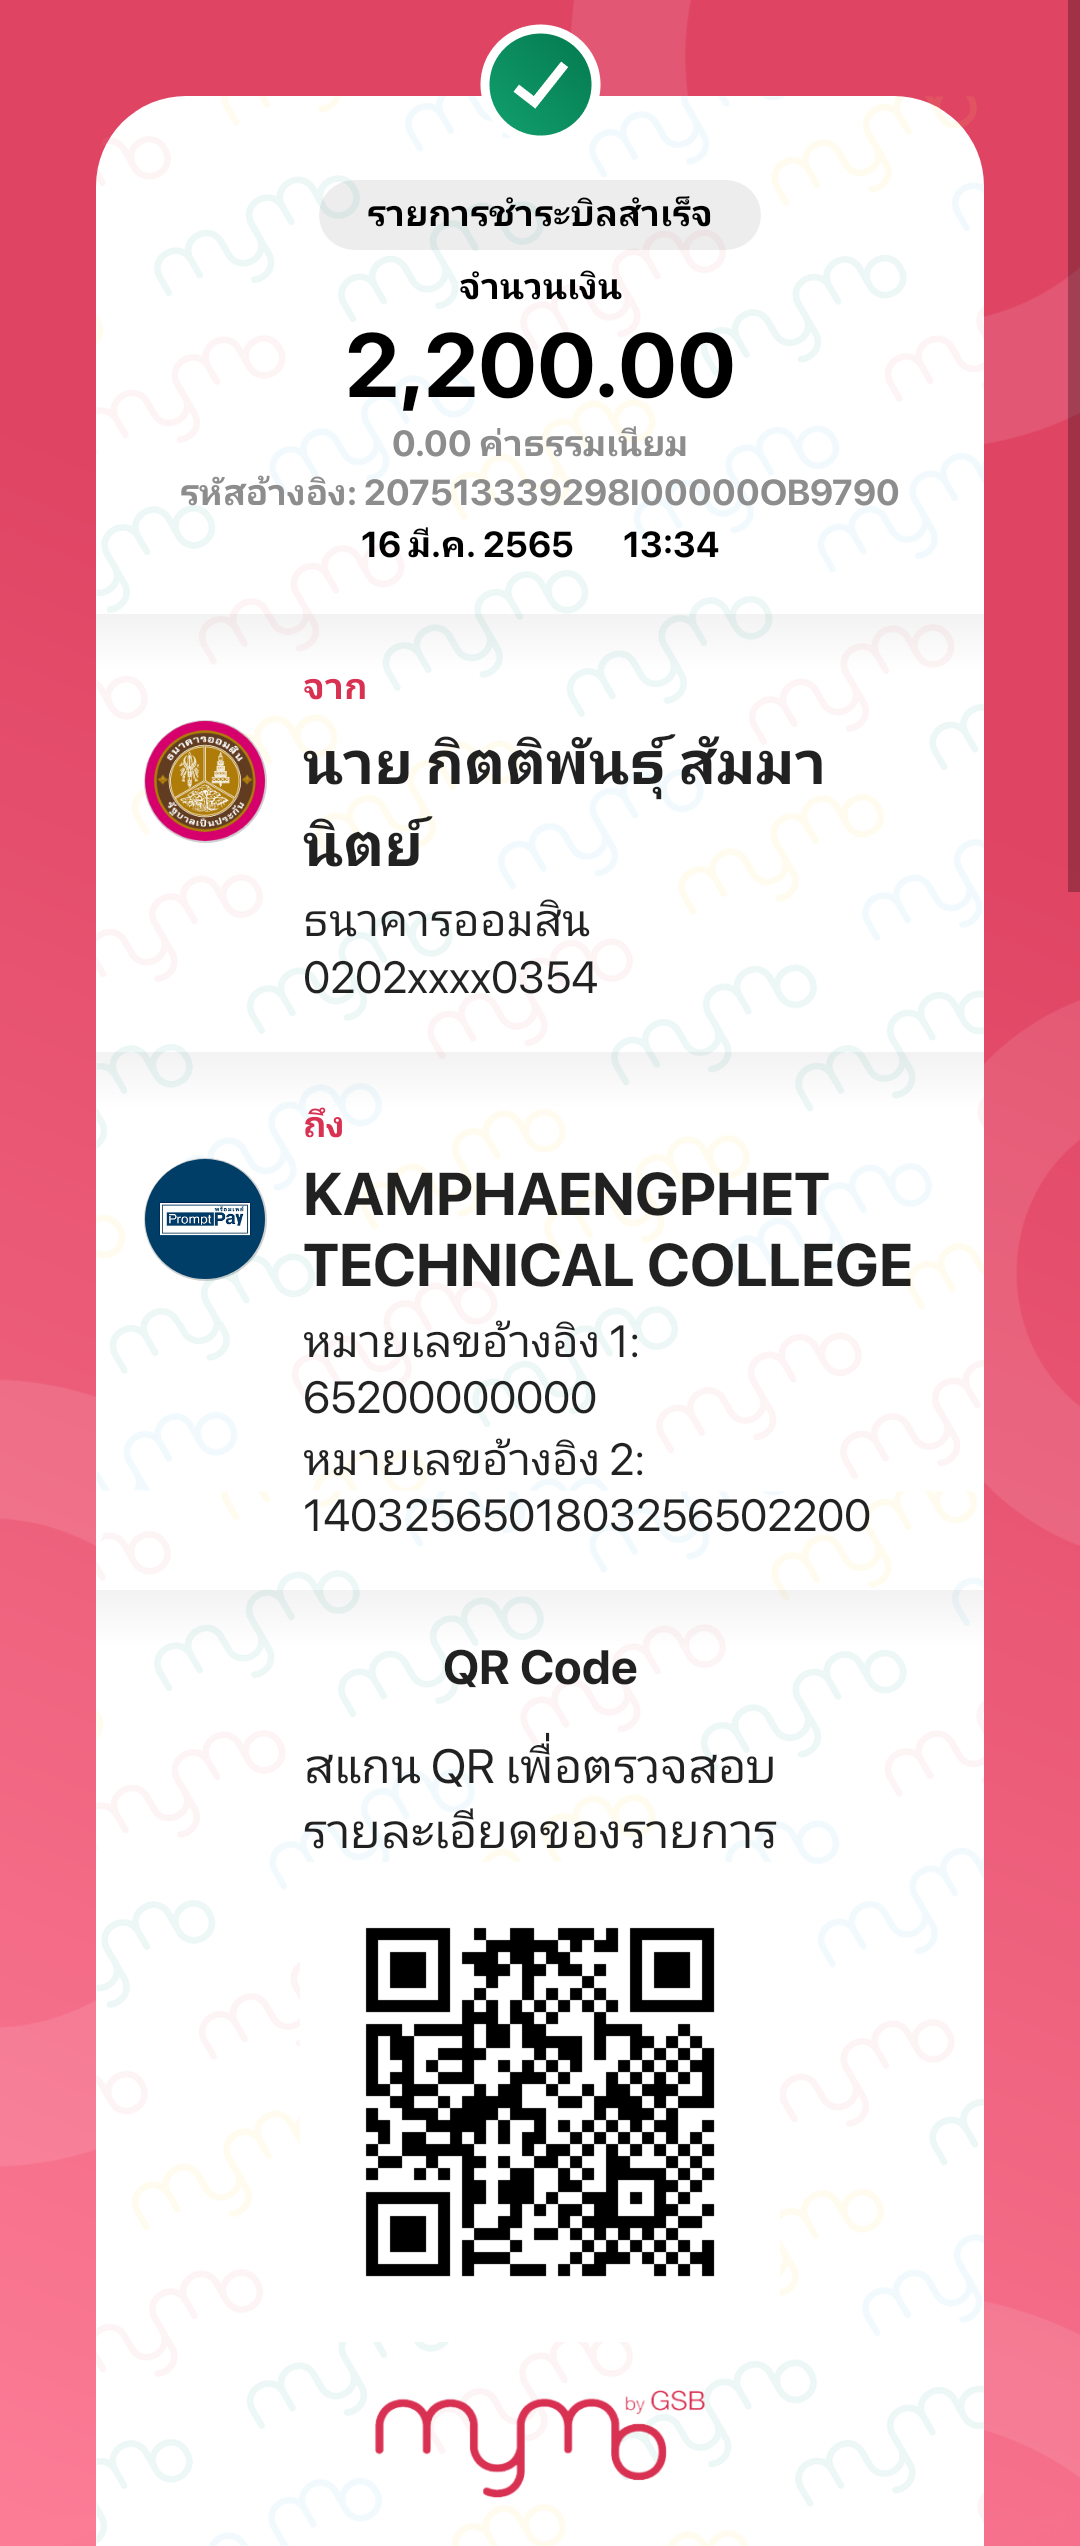 รายการชำระบิลสำเร็จ
จำนวนเงิน
2,200.00
0.00 ค่าธรรมเนียม
รหัสอ้างอิง: 207513339298I00000OB9790
16 มี.ค. 2565 13:34
จาก
นาย กิตติพันธุ์ สัมมา
นิตย์
ธนาคารออมสิน
รัฐบาลเป็นประกัน
ธนาคารออมสิน
0202xxxx0354
ถึง
พร้อมเพย์
PromptPay
KAMPHAENGPHET
TECHNICAL COLLEGE
หมายเลขอ้างอิง 1:
65200000000
หมายเลขอ้างอิง 2:
140325650180325650​2200
QR Code
สแกน QR เพื่อตรวจสอบ
รายละเอียดของรายการ
mymo by GSB